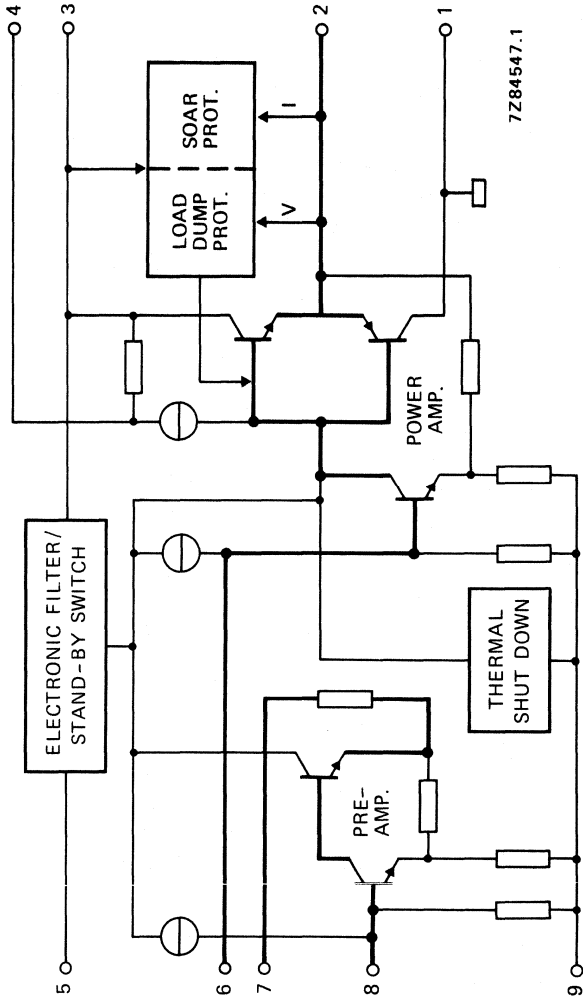 4
3
2
1
SOAR
PROT.
LOAD
DUMP
PROT.
I
V
7Z84547.1
POWER
AMP.
ELECTRONIC FILTER/
STAND-BY SWITCH
THERMAL
SHUT DOWN
PRE-
AMP.
5
6
7
8
9